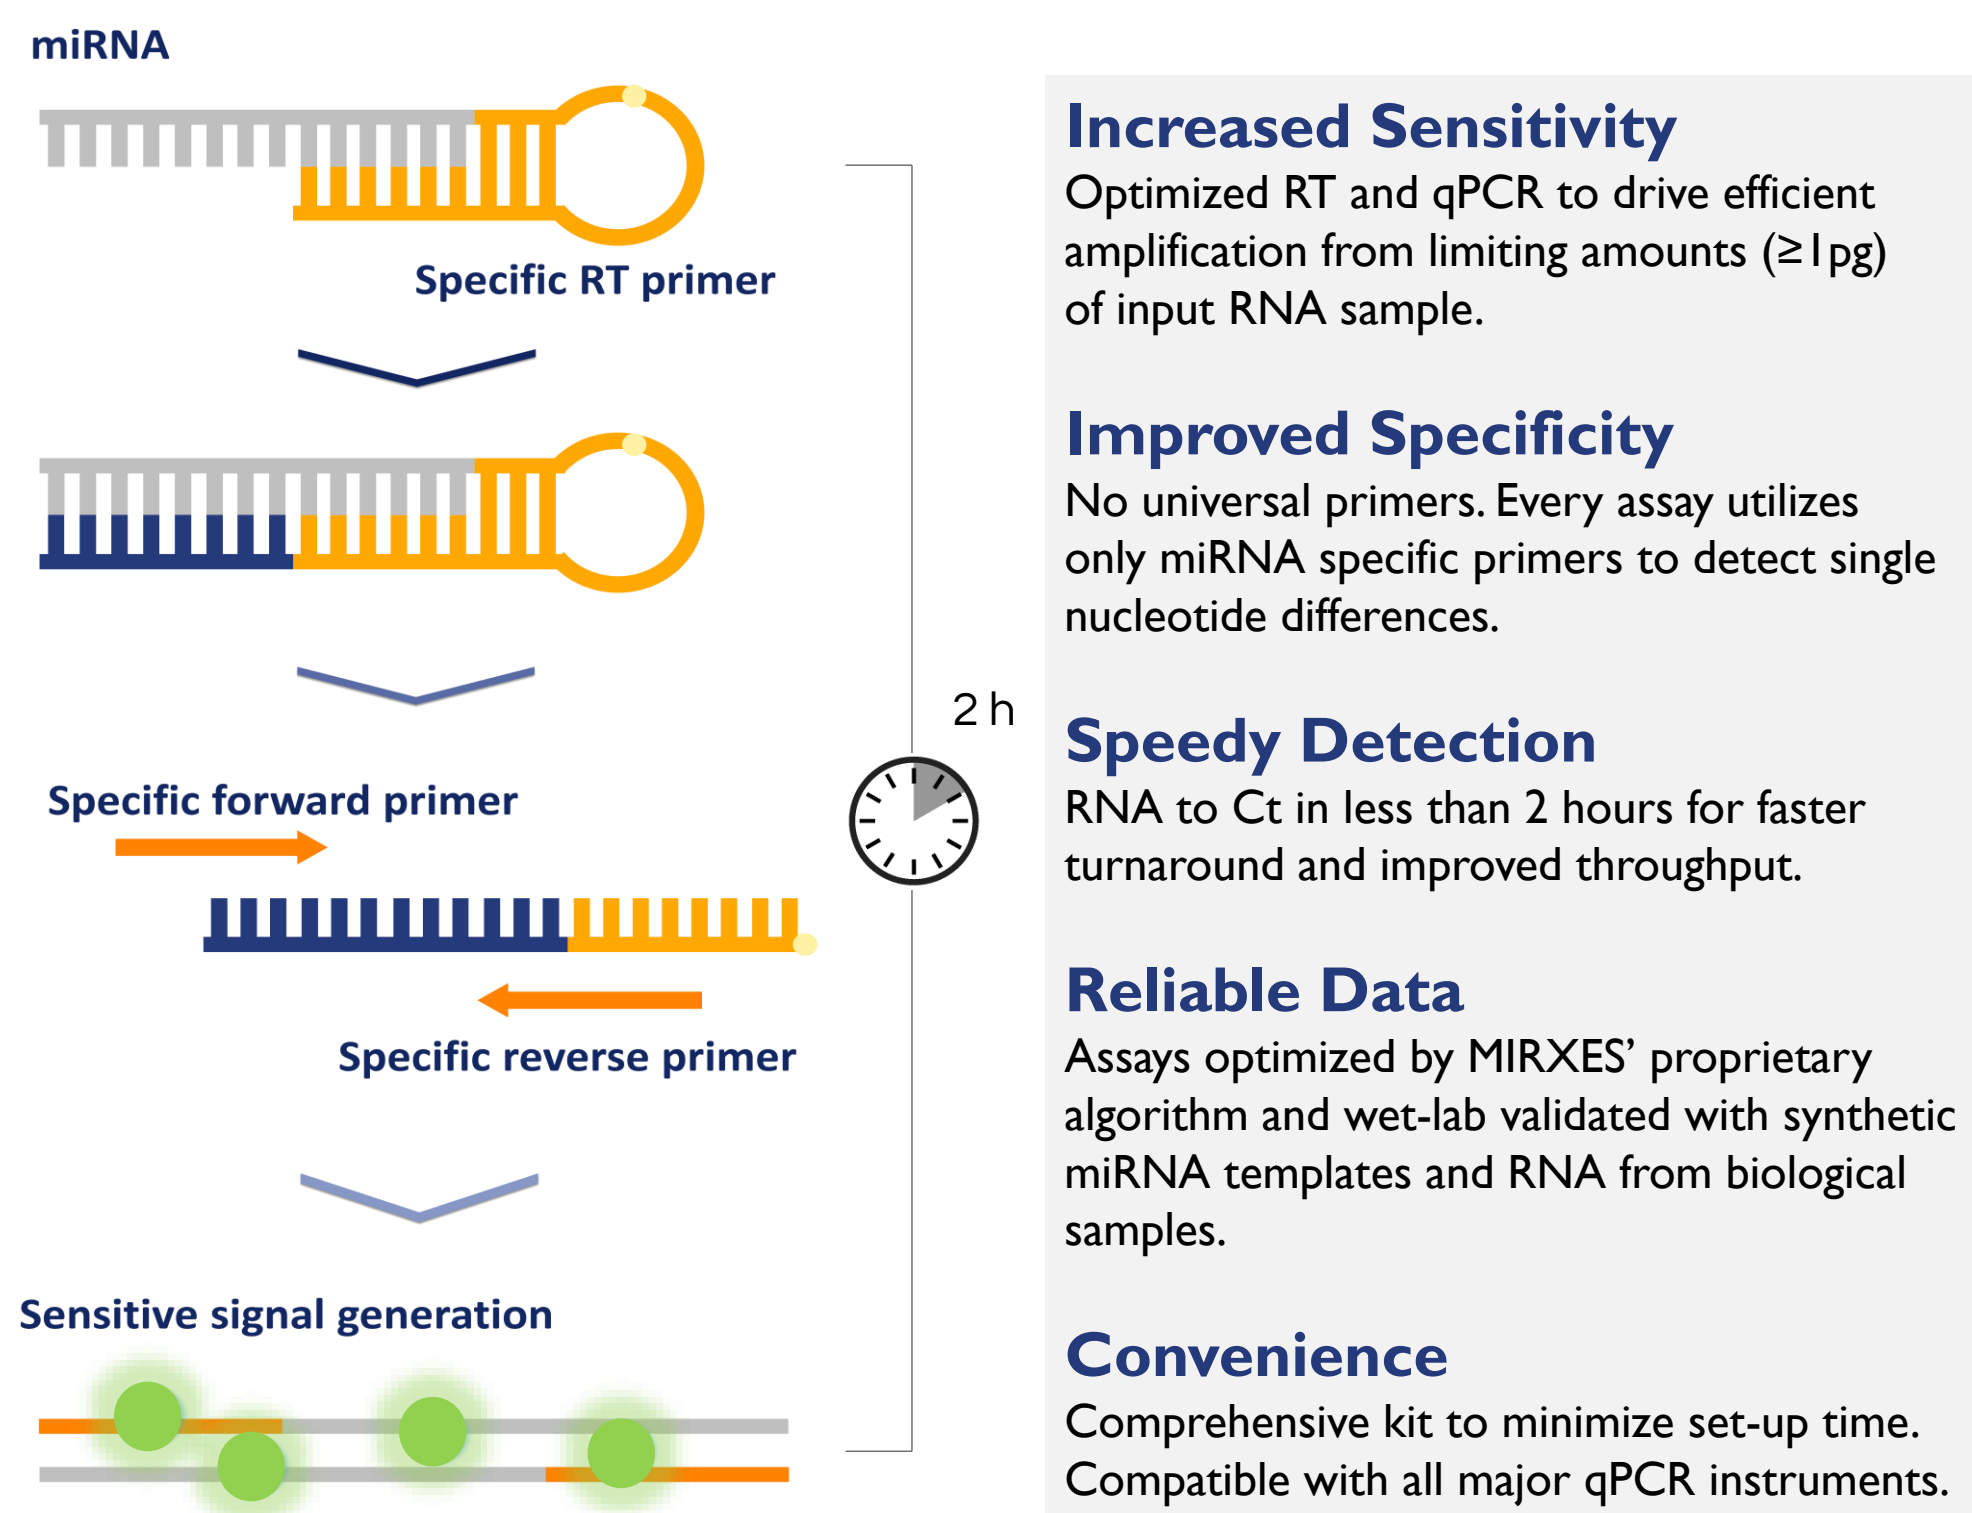 miRNA
Specific RT primer
Specific forward primer
Specific reverse primer
Sensitive signal generation
2 h
Increased Sensitivity
Optimized RT and qPCR to drive efficient
amplification from limiting amounts (≥1pg)
of input RNA sample.
Improved Specificity
No universal primers. Every assay utilizes
only miRNA specific primers to detect single
nucleotide differences.
Speedy Detection
RNA to Ct in less than 2 hours for faster
turnaround and improved throughput.
Reliable Data
Assays optimized by MIRXES’ proprietary
algorithm and wet-lab validated with synthetic
miRNA templates and RNA from biological
samples.
Convenience
Comprehensive kit to minimize set-up time.
Compatible with all major qPCR instruments.